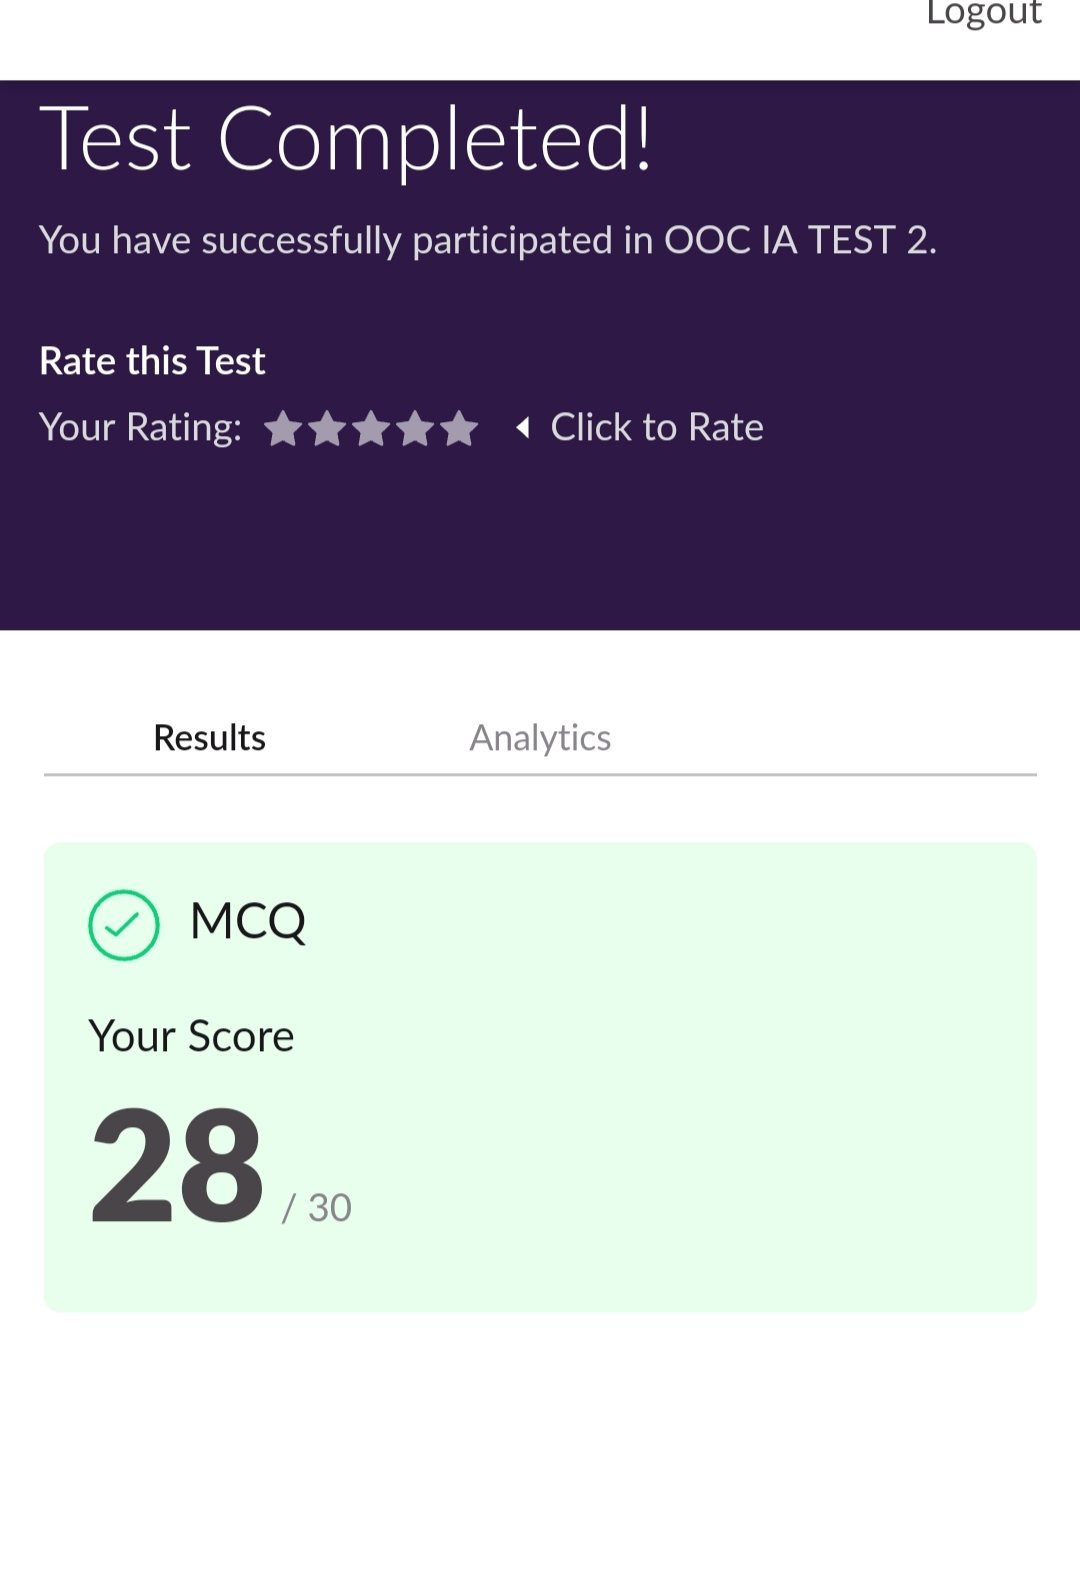 Logout
Test Completed!
You have successfully participated in OOC IA TEST 2.
Rate this Test
Your Rating: Click to Rate
Results Analytics
MCQ
Your Score
28 / 30